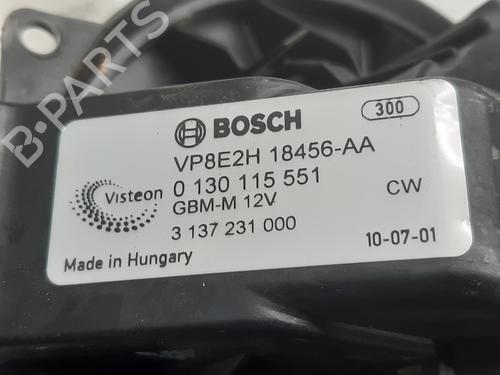 B-PARTS
300
BOSCH
VP8E2H 18456-AA
Visteon
0 130 115 551
CW
GBM-M 12V
3 137 231 000
10-07-01
Made in Hungary